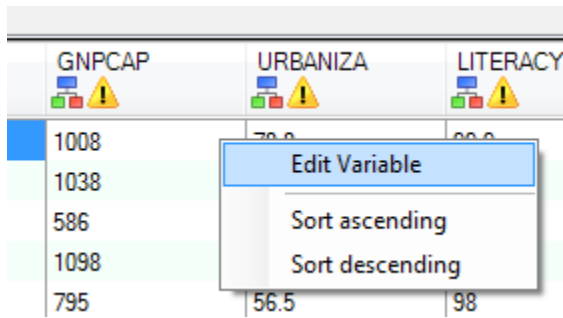 GNPCAP URBANIZA LITERACY
1008
Edit Variable
1038
586 Sort ascending
1098 Sort descending
795 56.5 98